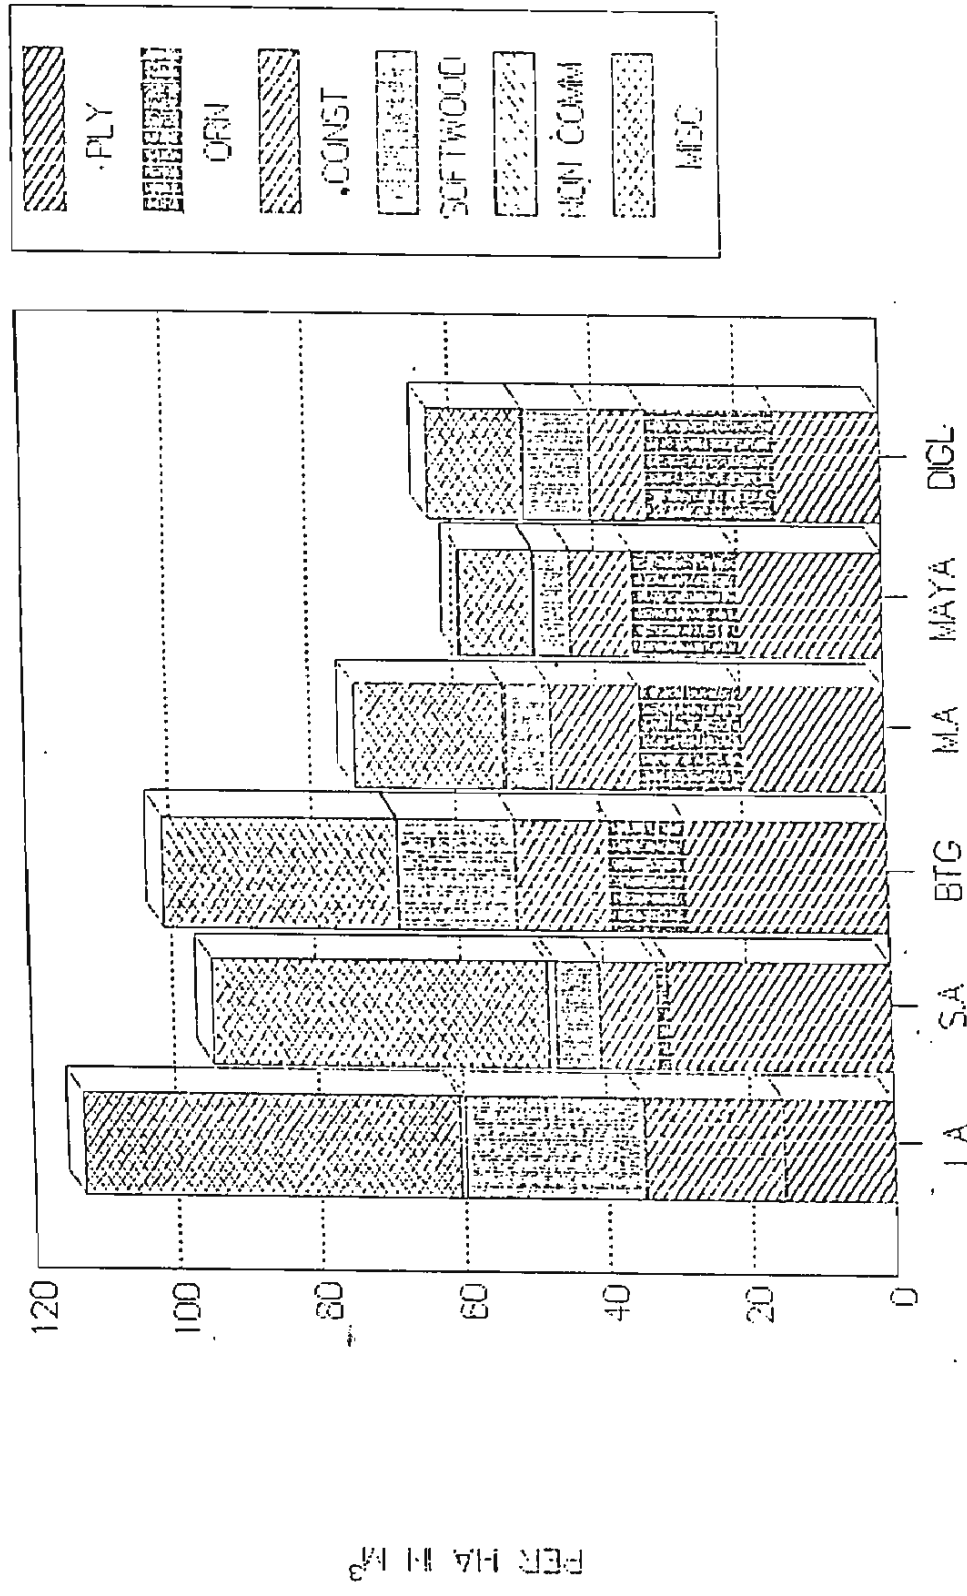 PER HA IN M³
120
100
80
60
40
20
0
S.A
BTG
M.A
MAYA
DIGL.
PLY
ORN
CONST
SOFTWOOD
NON COMM
MISC